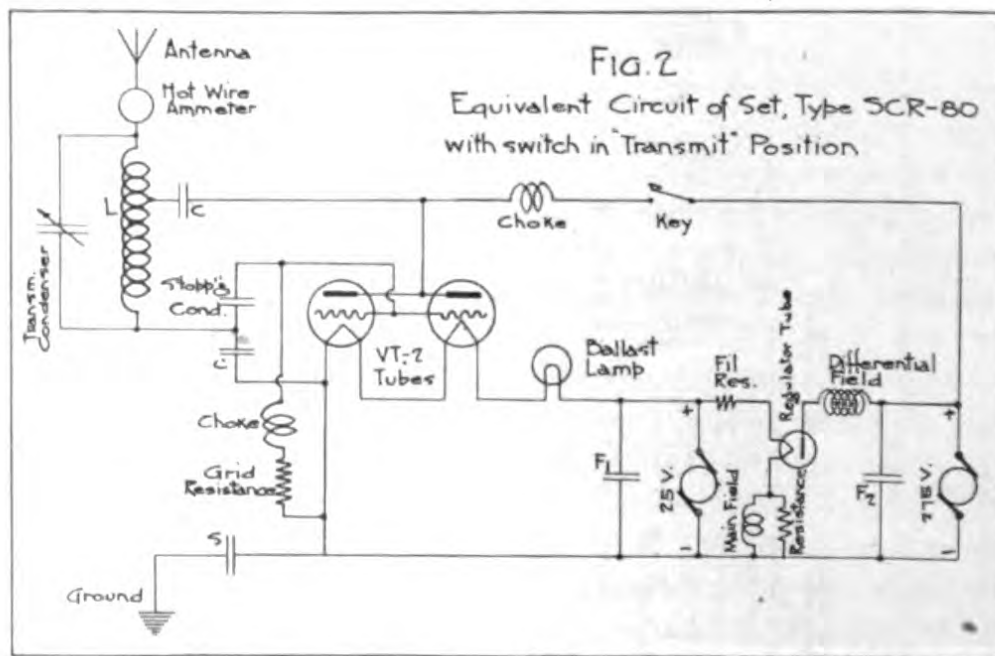 Antenna
Hot Wire
Ammeter
FIG. 2
Equivalent Circuit of Set, Type SCR-80
with switch in "Transmit" Position
L
C
Choke
Key
Transm.
Condenser
Stopp'g
Cond.
C
VT-2
Tubes
Ballast
Lamp
Fil
Res.
Regulator Tube
Differential
Field
+
+
Choke
Grid
Resistance
F1
25 V.
Main Field
Resistance
F2
275 V.
S
Ground